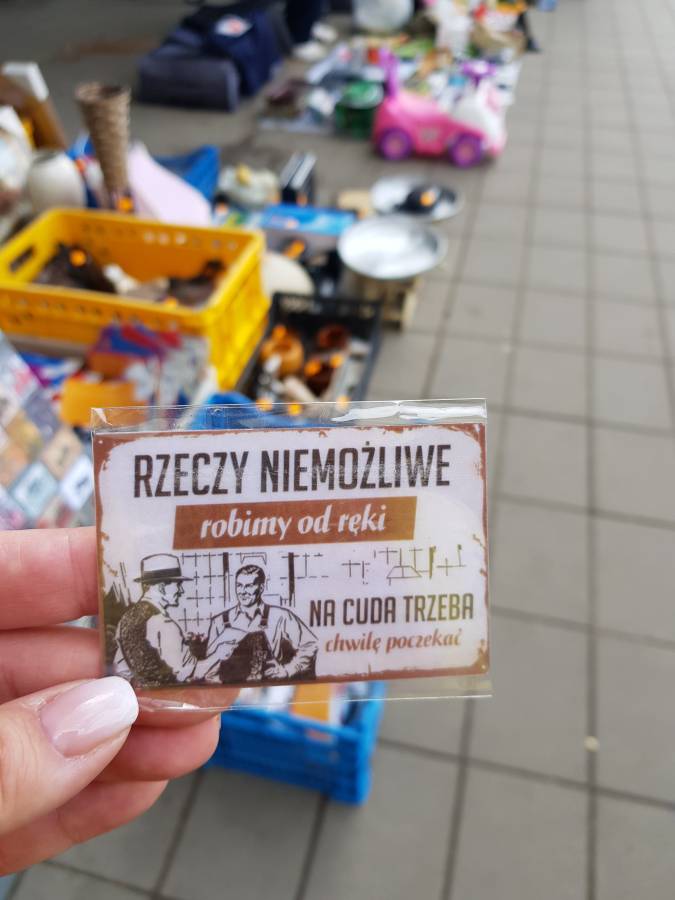 RZECZY NIEMOŻLIWE
robimy od ręki
NA CUDA TRZEBA
chwilę poczekać